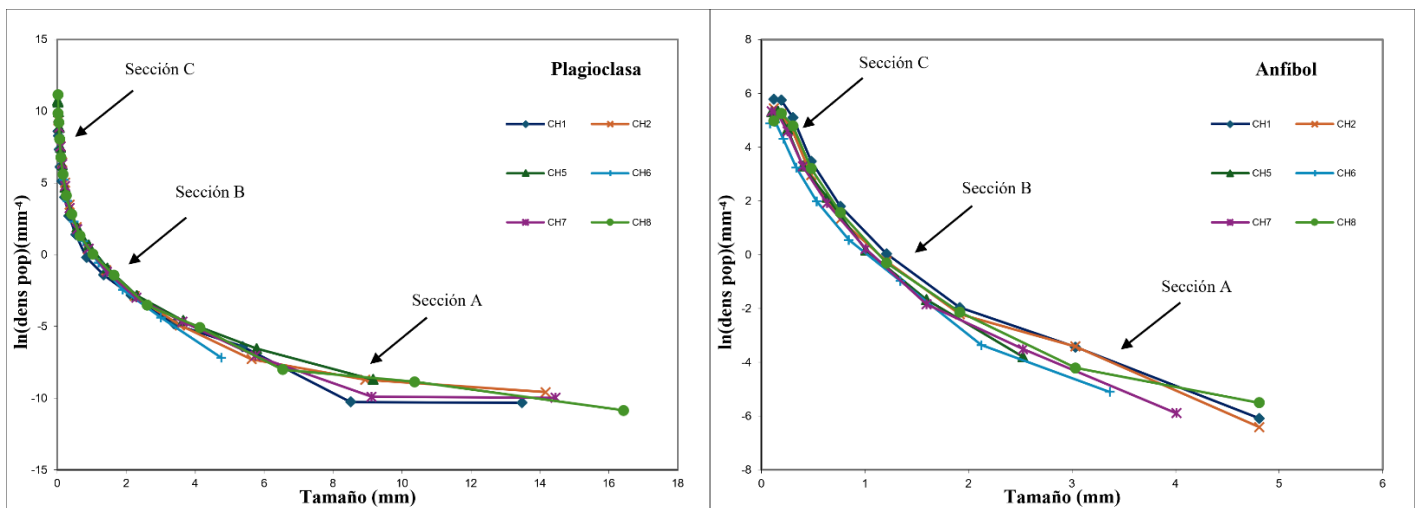 Plagioclasa
Sección C
Sección B
Sección A
CH1
CH2
CH5
CH6
CH7
CH8
15
10
5
0
-5
-10
-15
ln(dens pop)(mm⁻⁴)
0
2
4
6
8
10
12
14
16
18
Tamaño (mm)
Anfíbol
Sección C
Sección B
Sección A
CH1
CH2
CH5
CH6
CH7
CH8
8
6
4
2
0
-2
-4
-6
-8
ln(dens pop)(mm⁻⁴)
0
1
2
3
4
5
6
Tamaño (mm)